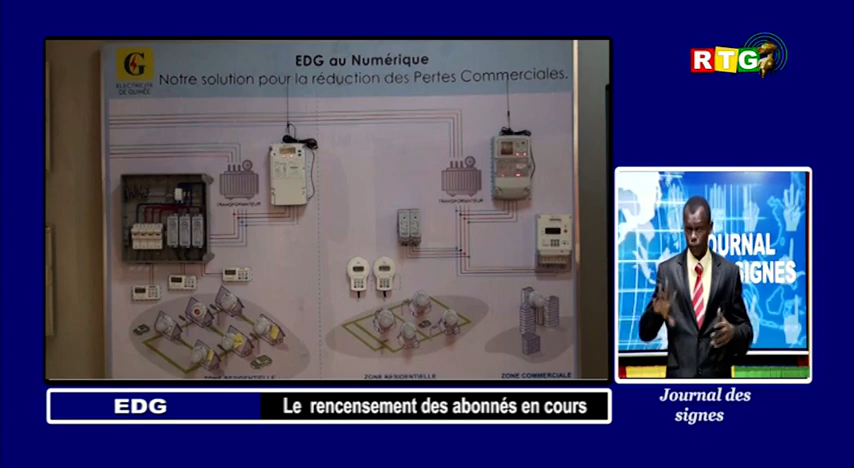 EDG au Numérique
Notre solution pour la réduction des Pertes Commerciales.
G
ELECTRICITE
DE GUINEE
TRANSFORMATEUR
TRANSFORMATEUR
ZONE RESIDENTIELLE
ZONE RESIDENTIELLE
ZONE COMMERCIALE
RTG
JOURNAL
SIGNES
EDG
Le rencensement des abonnés en cours
Journal des
signes